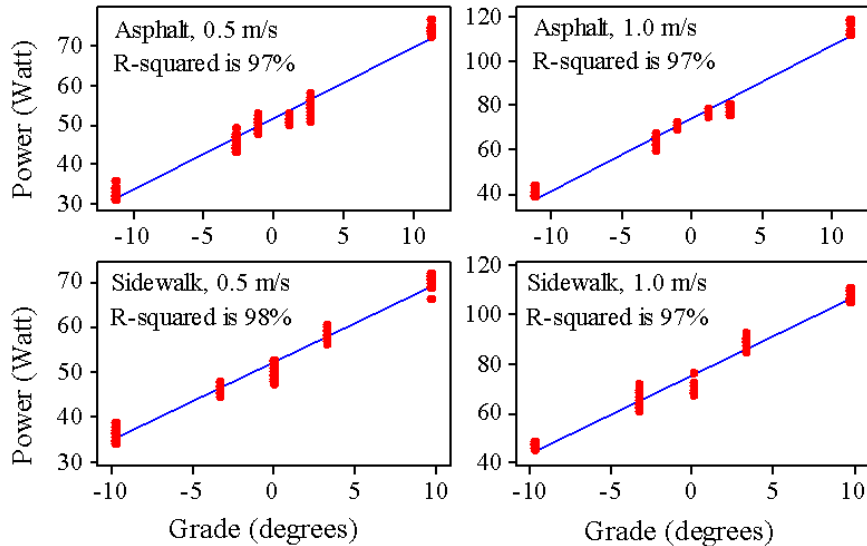 Asphalt, 0.5 m/s
R-squared is 97%
Power (Watt)
70
60
50
40
30
-10 -5 0 5 10
Asphalt, 1.0 m/s
R-squared is 97%
120
100
80
60
40
-10 -5 0 5 10
Sidewalk, 0.5 m/s
R-squared is 98%
Power (Watt)
70
60
50
40
30
-10 -5 0 5 10
Grade (degrees)
Sidewalk, 1.0 m/s
R-squared is 97%
120
100
80
60
40
-10 -5 0 5 10
Grade (degrees)